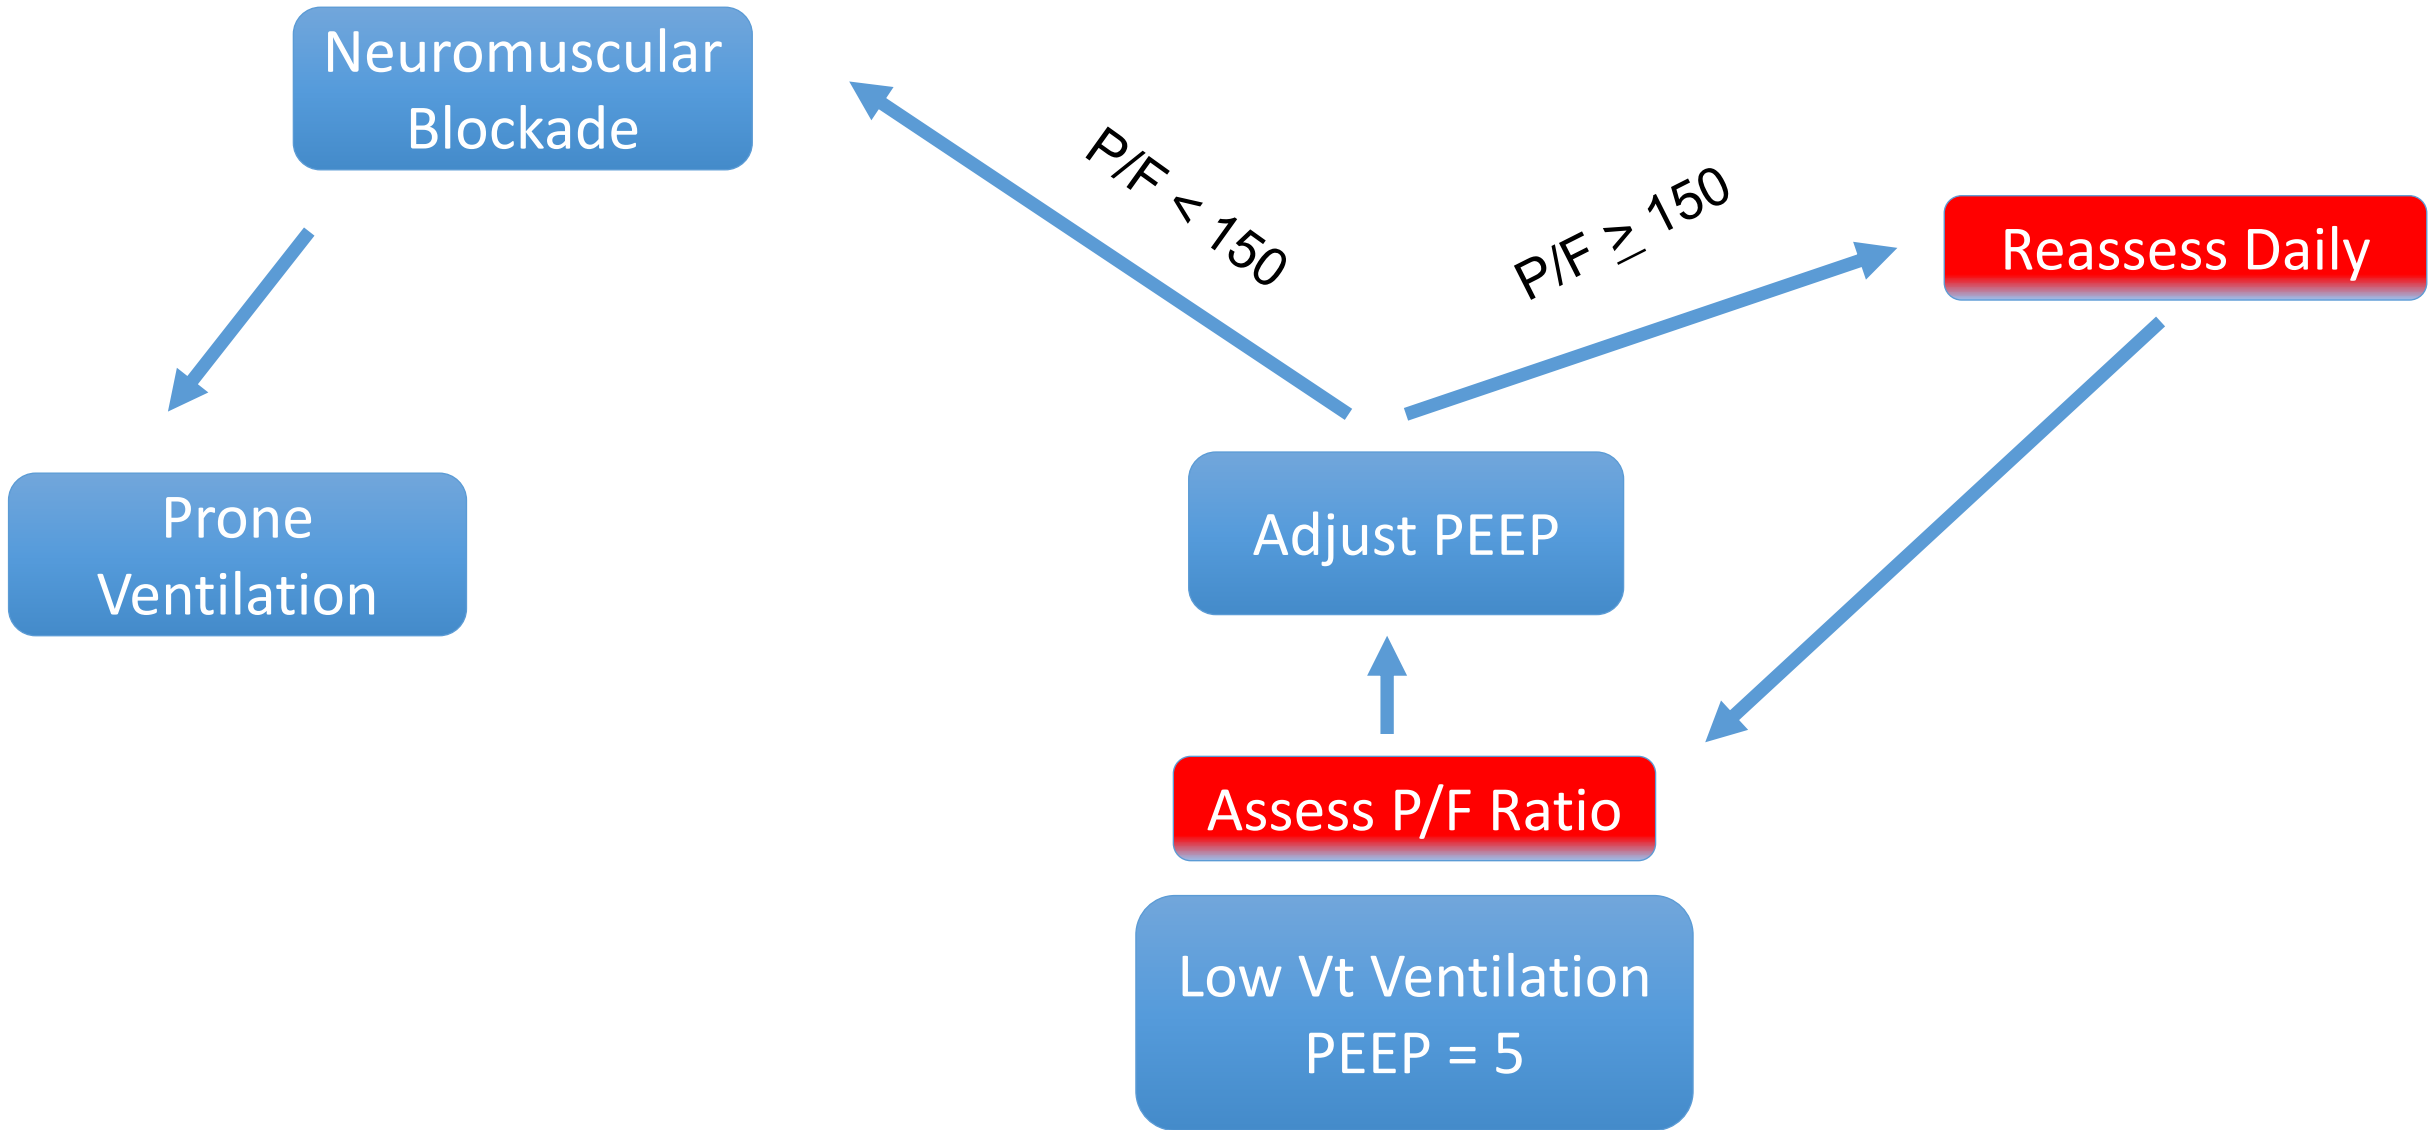 Neuromuscular
Blockade
P/F < 150
P/F ≥ 150
Reassess Daily
Prone
Ventilation
Adjust PEEP
Assess P/F Ratio
Low Vt Ventilation
PEEP = 5